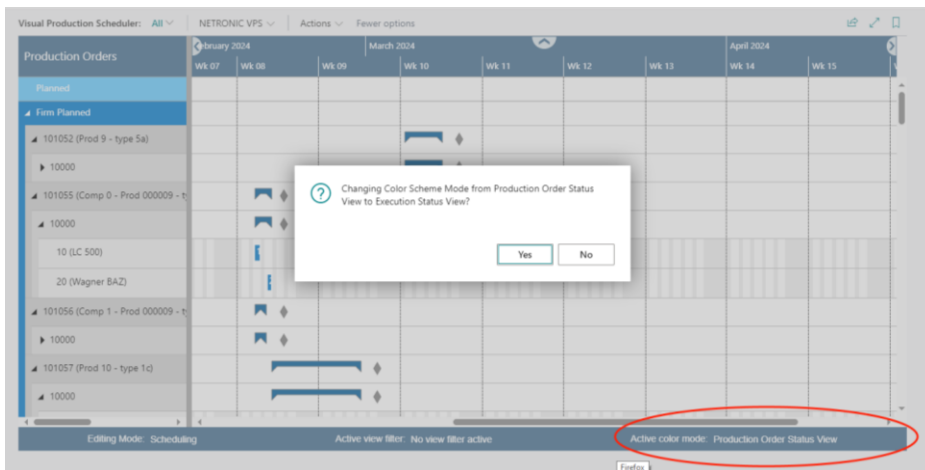 Visual Production Scheduler: All NETRONIC VPS Actions Fewer options
Production Orders
February 2024 March 2024 April 2024
Wk 07 Wk 08 Wk 09 Wk 10 Wk 11 Wk 12 Wk 13 Wk 14 Wk 15
Planned
Firm Planned
101052 (Prod 9 - type 5a)
10000
101055 (Comp 0 - Prod 000009 - ty
10000
10 (LC 500)
20 (Wagner BAZ)
101056 (Comp 1 - Prod 000009 - ty
10000
101057 (Prod 10 - type 1c)
10000
Changing Color Scheme Mode from Production Order Status
View to Execution Status View?
Yes No
Editing Mode: Scheduling Active view filter: No view filter active Active color mode: Production Order Status View
Firefox